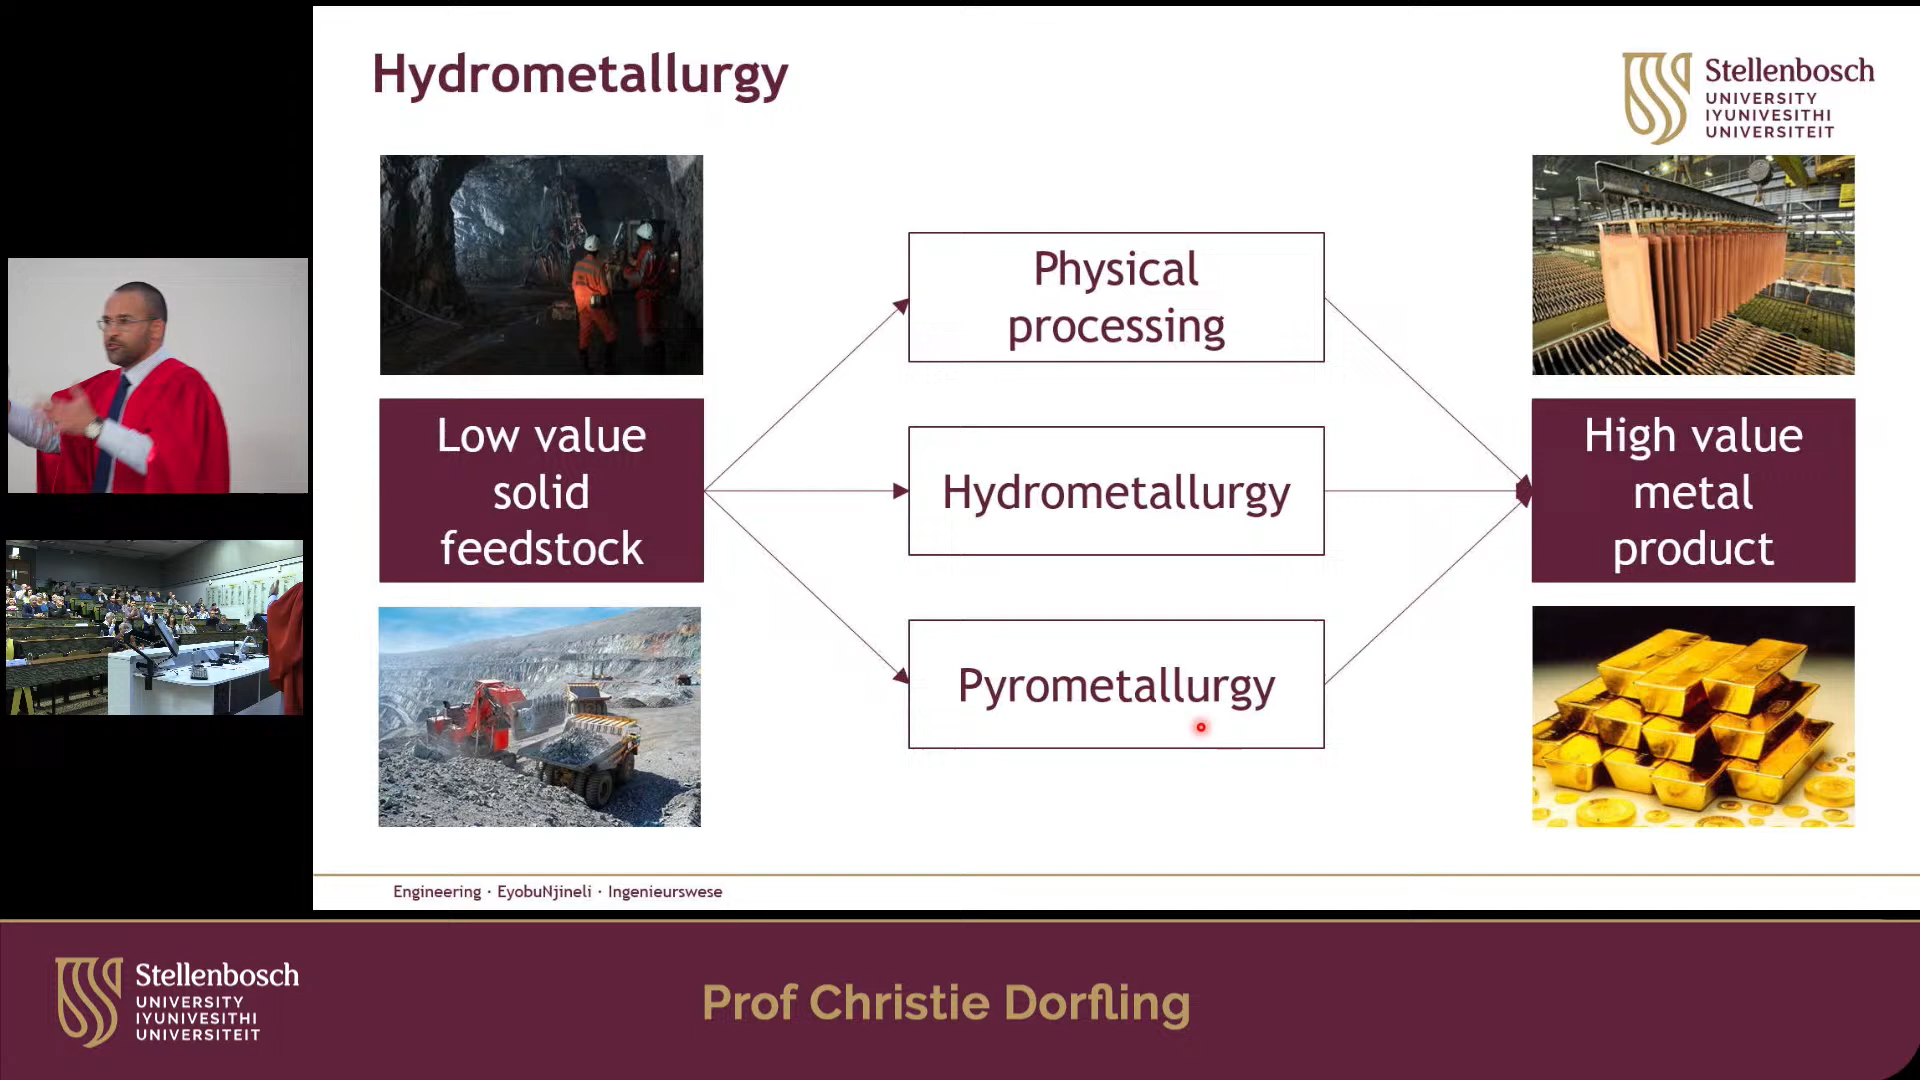 Hydrometallurgy
Stellenbosch
UNIVERSITY
IYUNIVESITHI
UNIVERSITEIT
Low value
solid
feedstock
Physical
processing
Hydrometallurgy
Pyrometallurgy
High value
metal
product
Engineering · EyobuNjineli · Ingenieurswese
Stellenbosch
UNIVERSITY
IYUNIVESITHI
UNIVERSITEIT
Prof Christie Dorfling